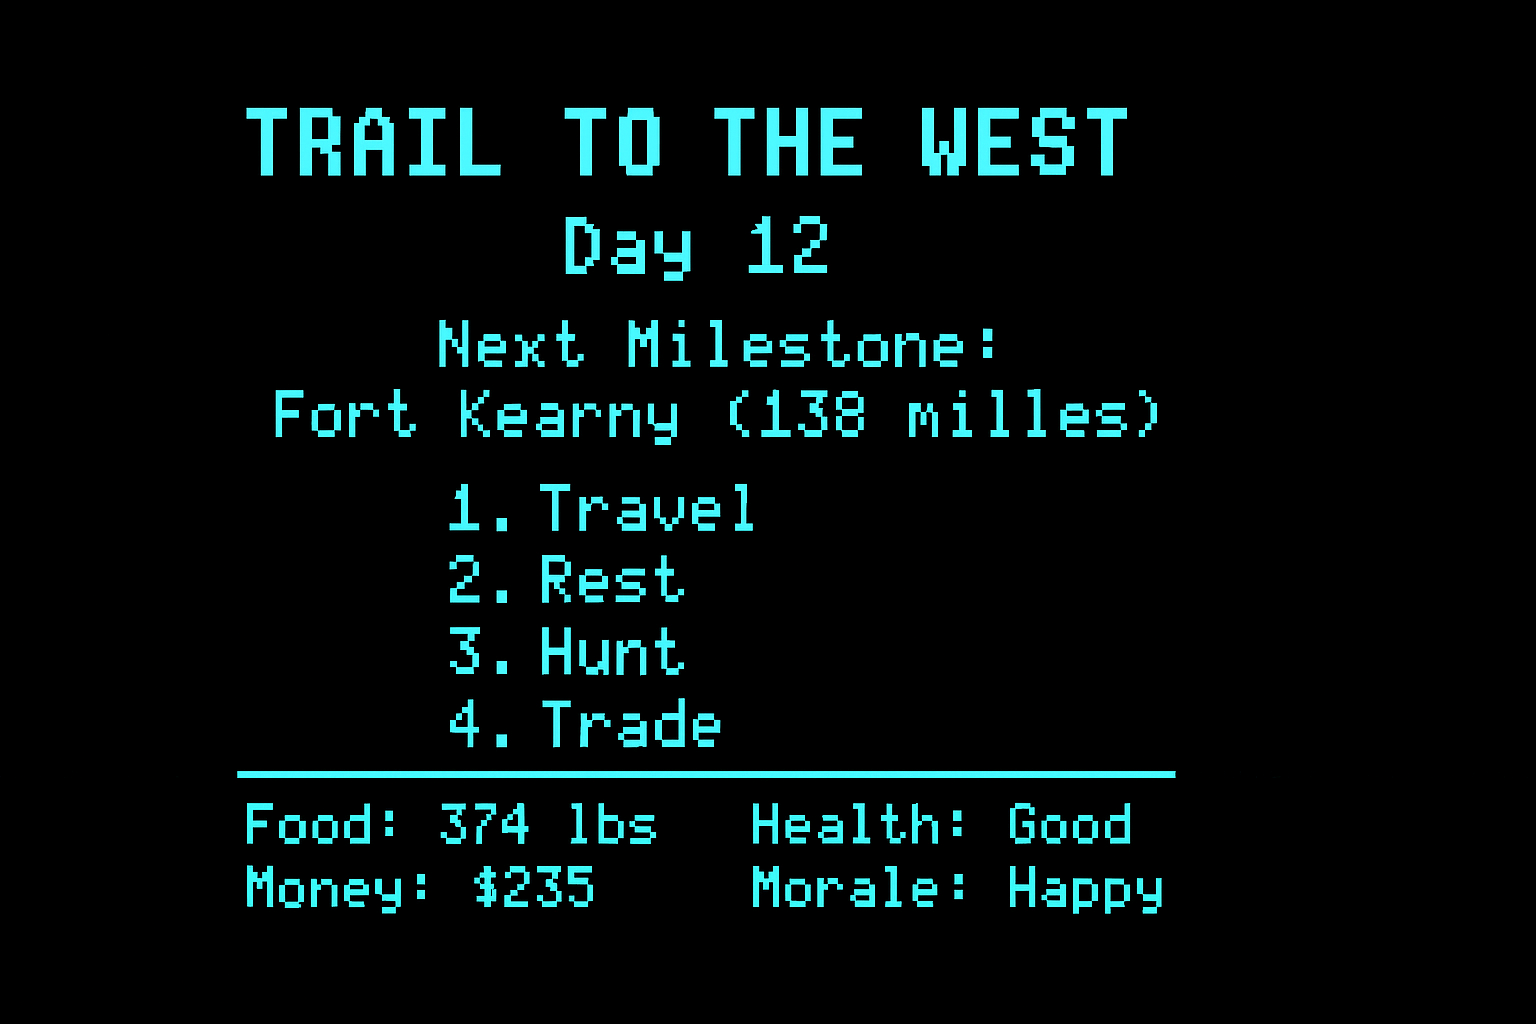 TRAIL TO THE WEST
Day 12
Next Milestone:
Fort Kearny (138 milles)
1. Travel
2. Rest
3. Hunt
4. Trade
Food: 374 lbs Health: Good
Money: $235 Morale: Happy